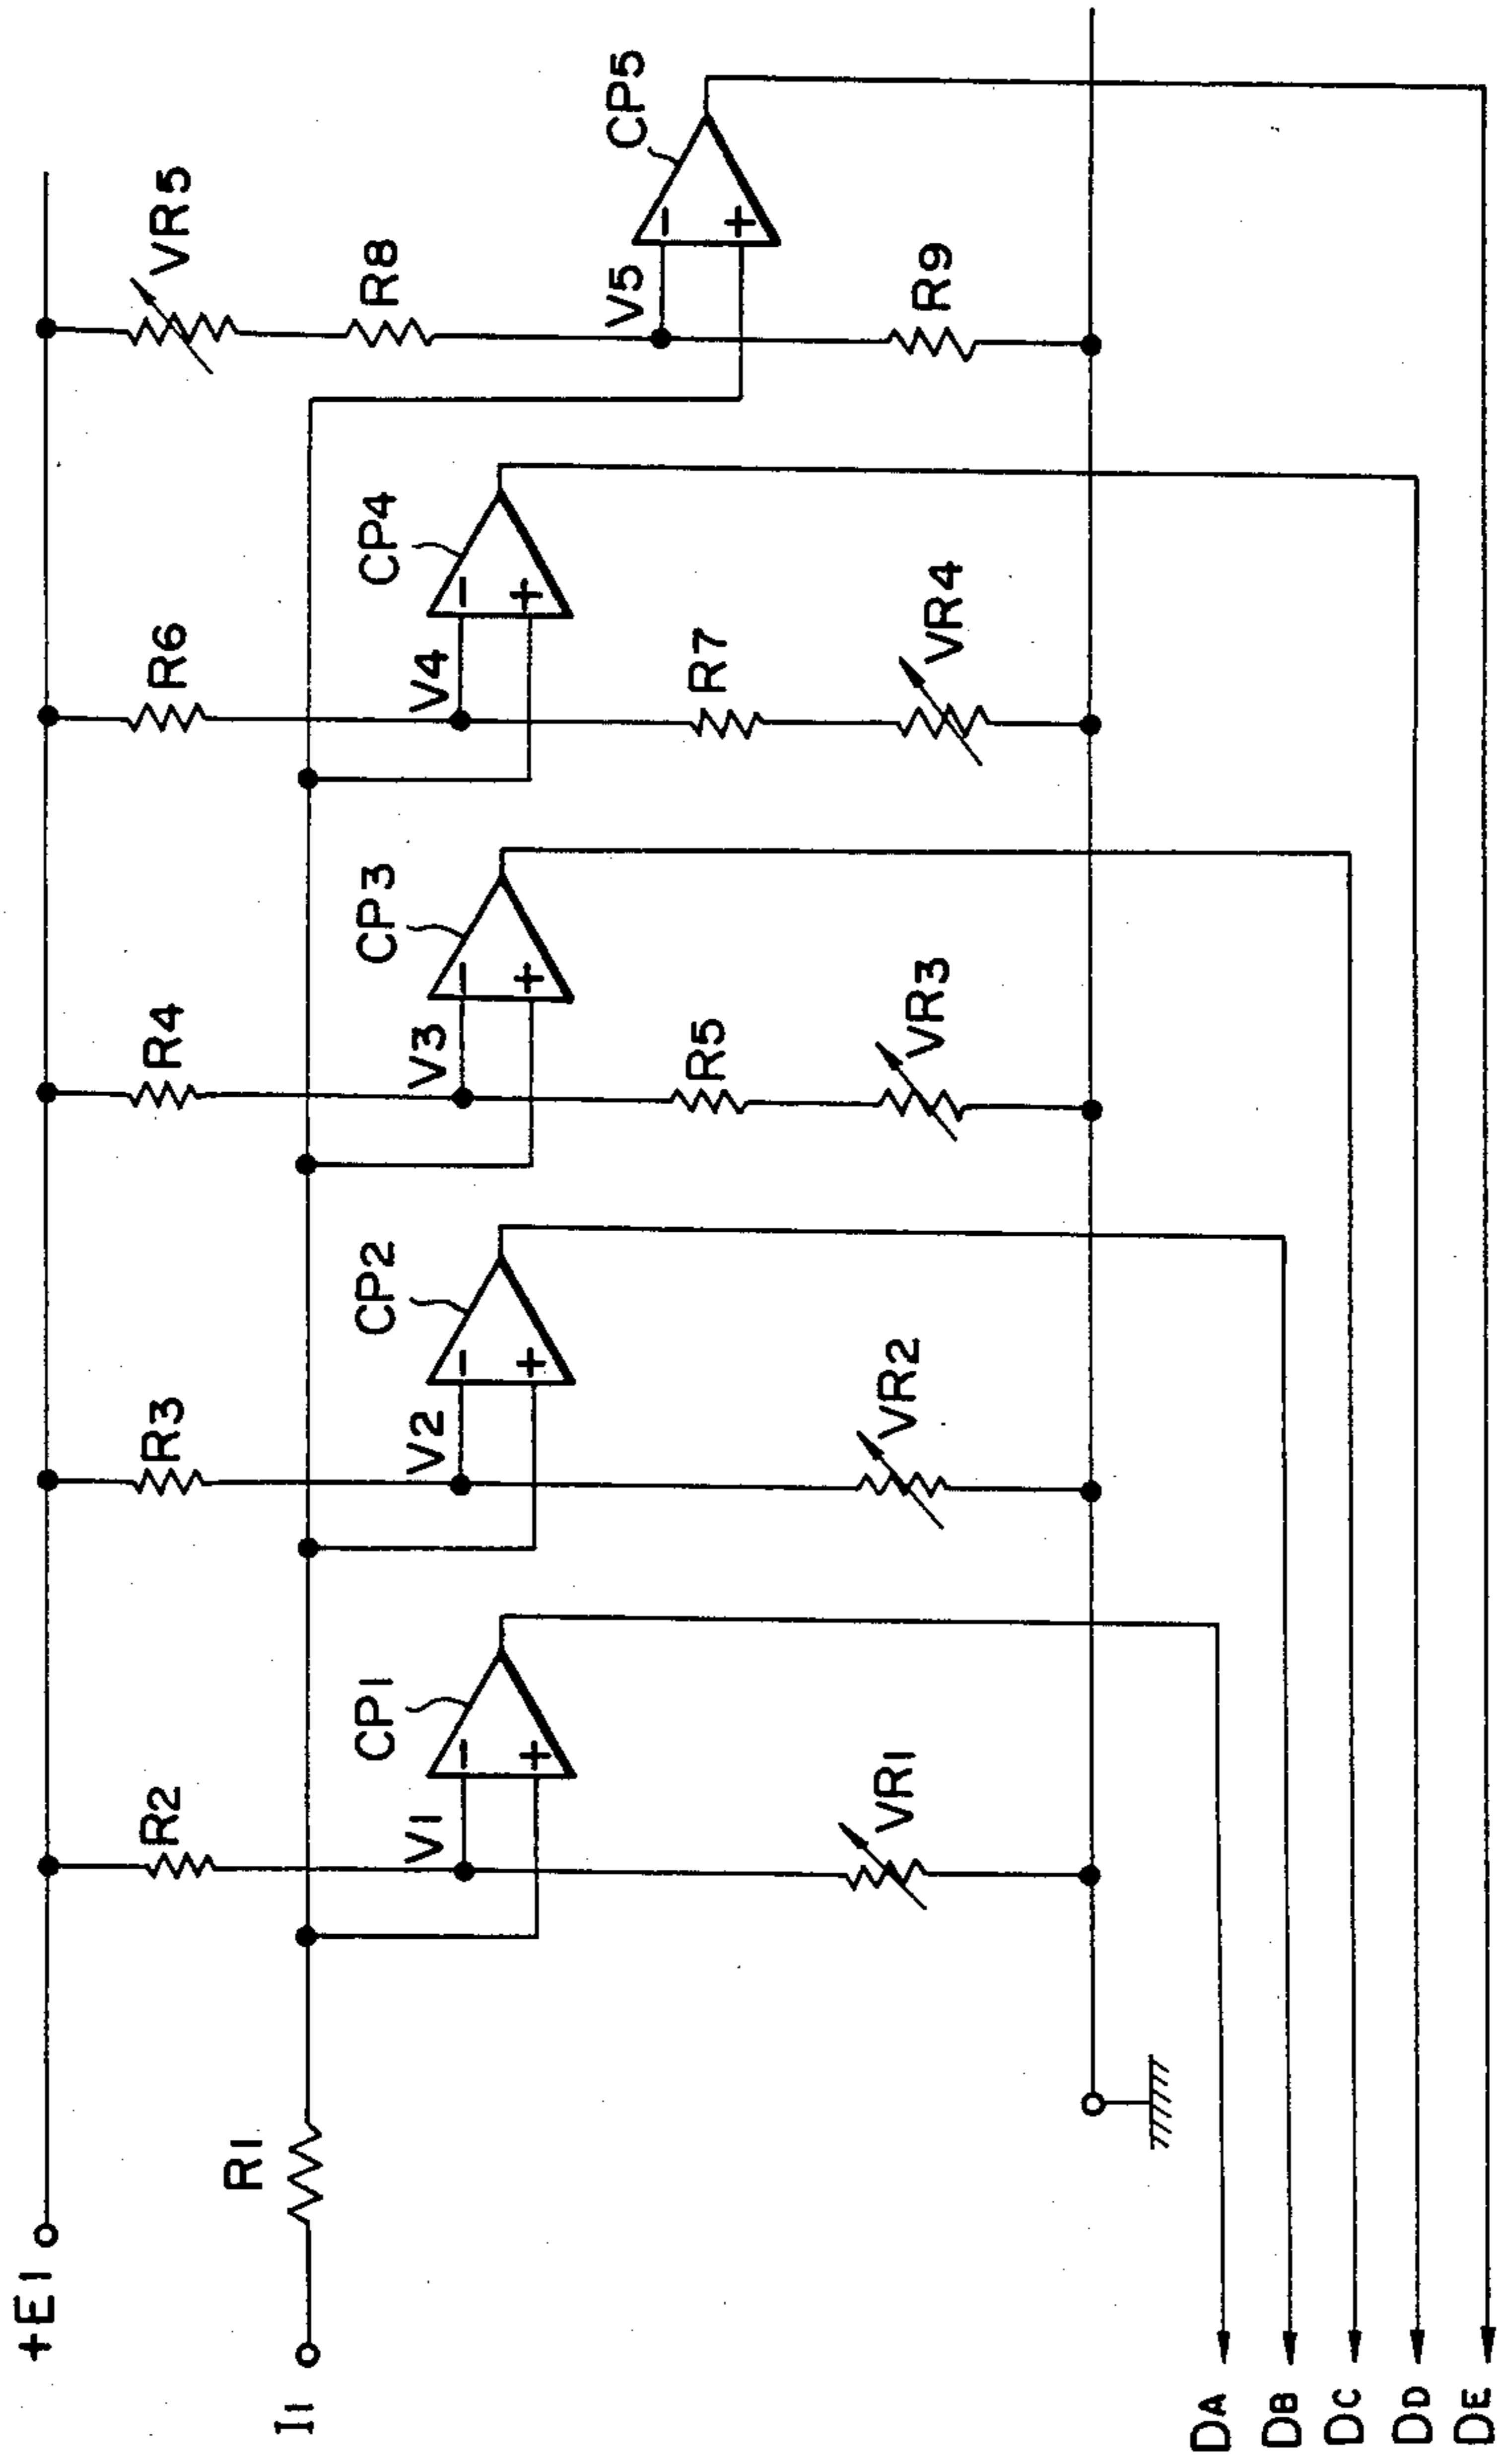 +E1
I1
R1
R2
V1
CP1
-
+
VR1
R3
V2
CP2
-
+
VR2
R4
V3
CP3
-
+
R5
VR3
R6
V4
CP4
-
+
R7
VR4
VR5
R8
V5
CP5
-
+
R9
DA
DB
DC
DD
DE